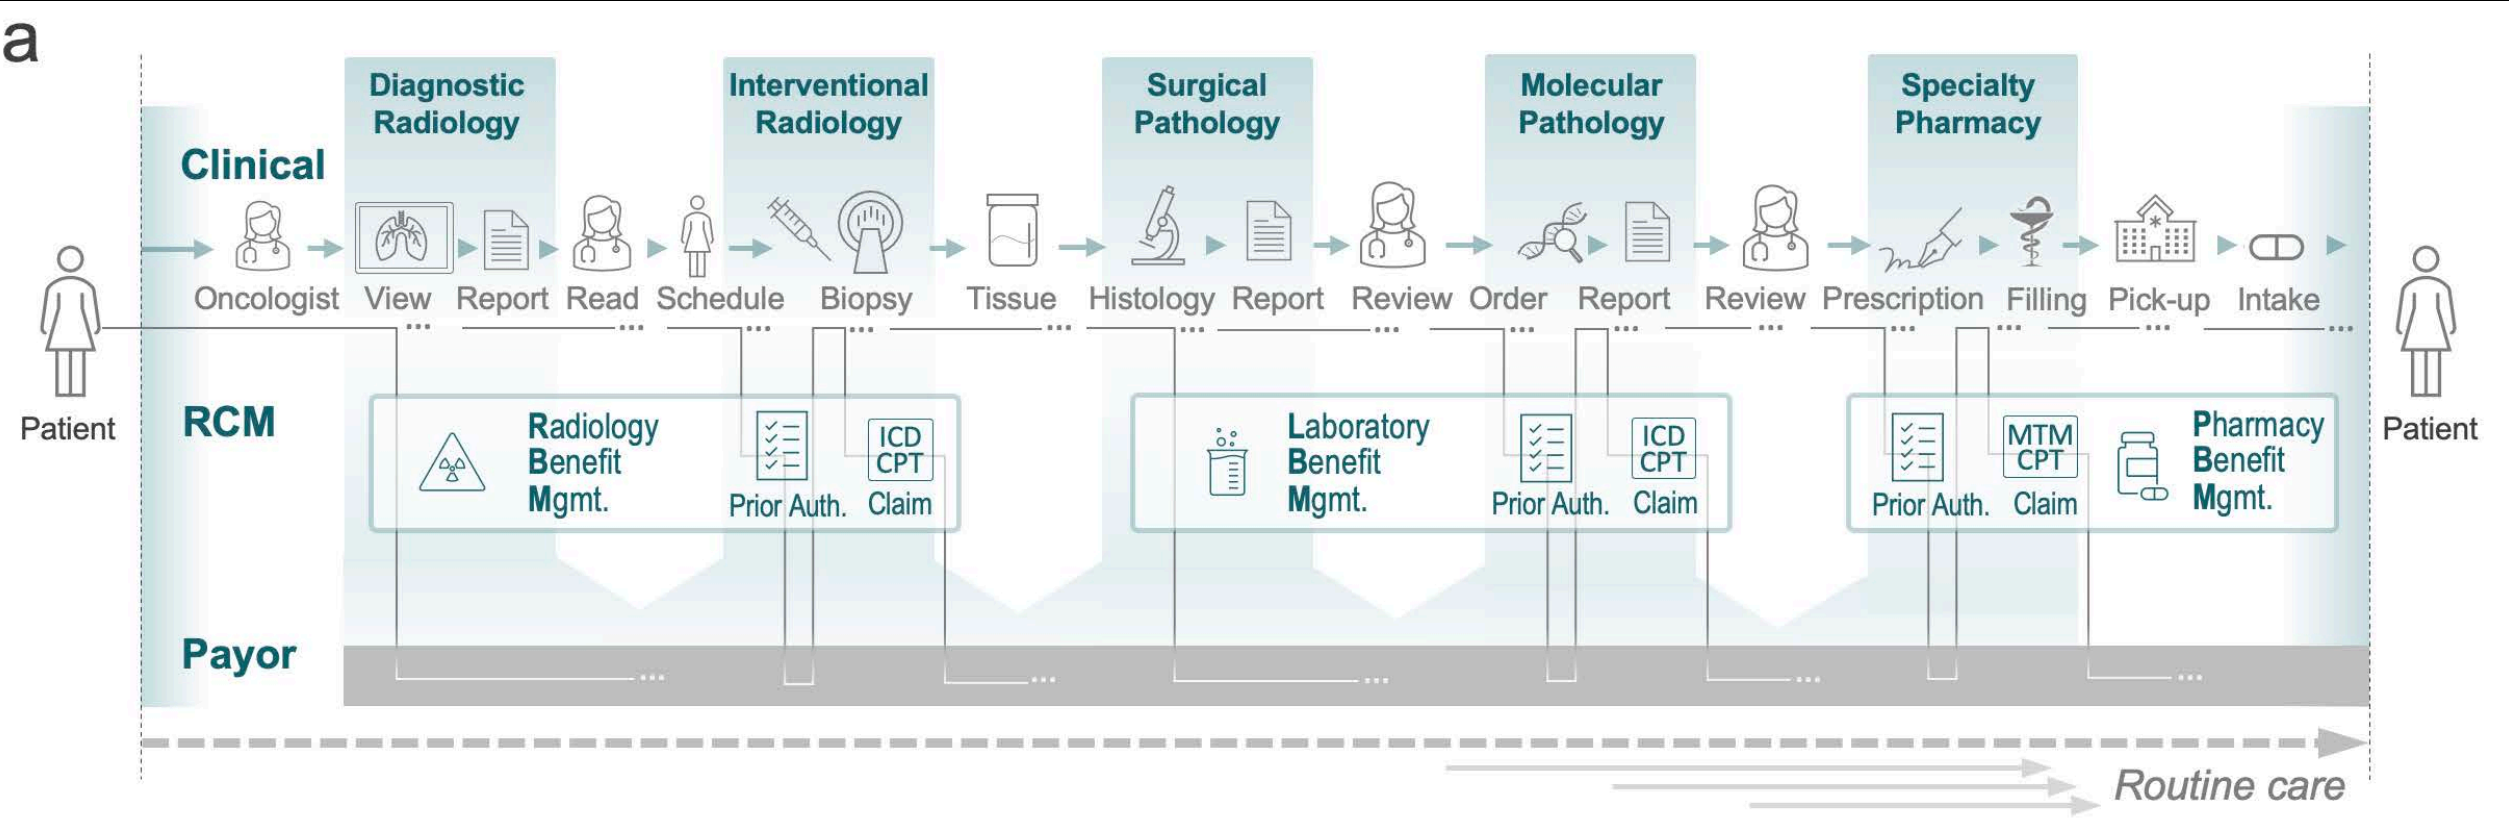 a
Diagnostic
Radiology
Interventional
Radiology
Surgical
Pathology
Molecular
Pathology
Specialty
Pharmacy
Clinical
Oncologist View Report Read Schedule Biopsy Tissue Histology Report Review Order Report Review Prescription Filling Pick-up Intake
Patient
RCM
Radiology
Benefit
Mgmt.
Prior Auth.
ICD
CPT
Claim
Laboratory
Benefit
Mgmt.
Prior Auth.
ICD
CPT
Claim
Prior Auth.
MTM
CPT
Claim
Pharmacy
Benefit
Mgmt.
Patient
Payor
Routine care